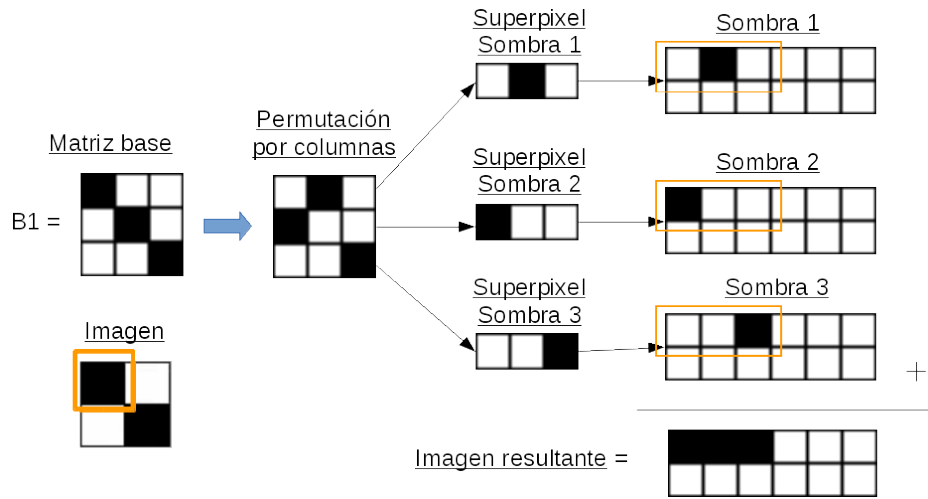 Matriz base
B1 =
Imagen
Permutación
por columnas
Superpixel
Sombra 1
Superpixel
Sombra 2
Superpixel
Sombra 3
Sombra 1
Sombra 2
Sombra 3
+
Imagen resultante =